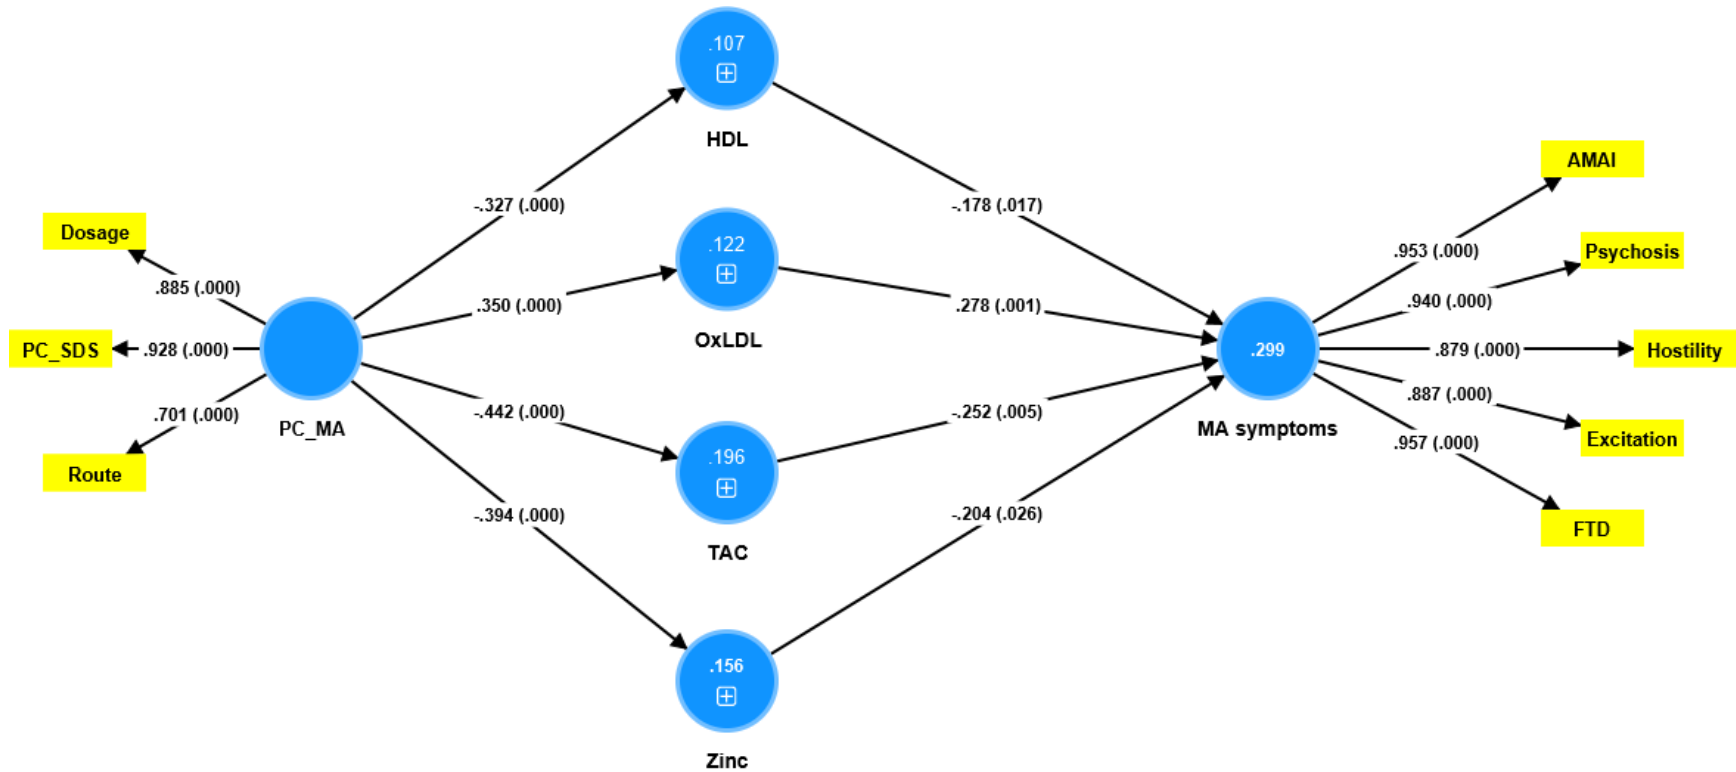 .107
HDL
-.327 (.000)
-.178 (.017)
AMAI
Dosage
.122
.953 (.000)
Psychosis
.885 (.000)
.350 (.000)
OxLDL
.278 (.001)
.940 (.000)
PC_SDS
.928 (.000)
.299
.879 (.000)
Hostility
.701 (.000)
PC_MA
-.442 (.000)
-.252 (.005)
MA symptoms
.887 (.000)
Excitation
.957 (.000)
Route
.196
TAC
-.394 (.000)
-.204 (.026)
FTD
.156
Zinc